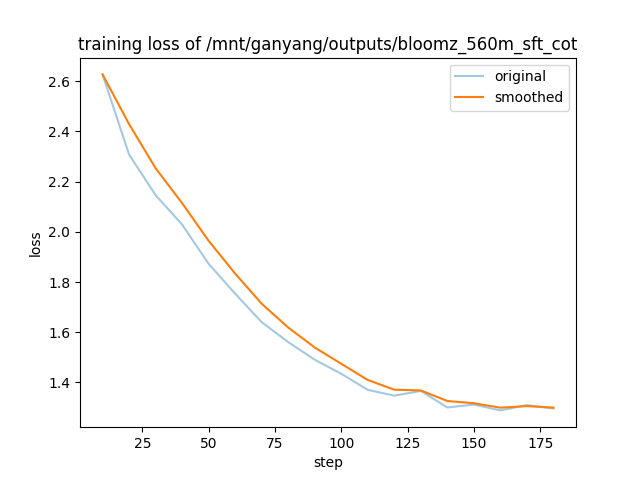 training loss of /mnt/ganyang/outputs/bloomz_560m_sft_cot
original
smoothed
2.6
2.4
2.2
2.0
1.8
1.6
1.4
loss
25
50
75
100
125
150
175
step